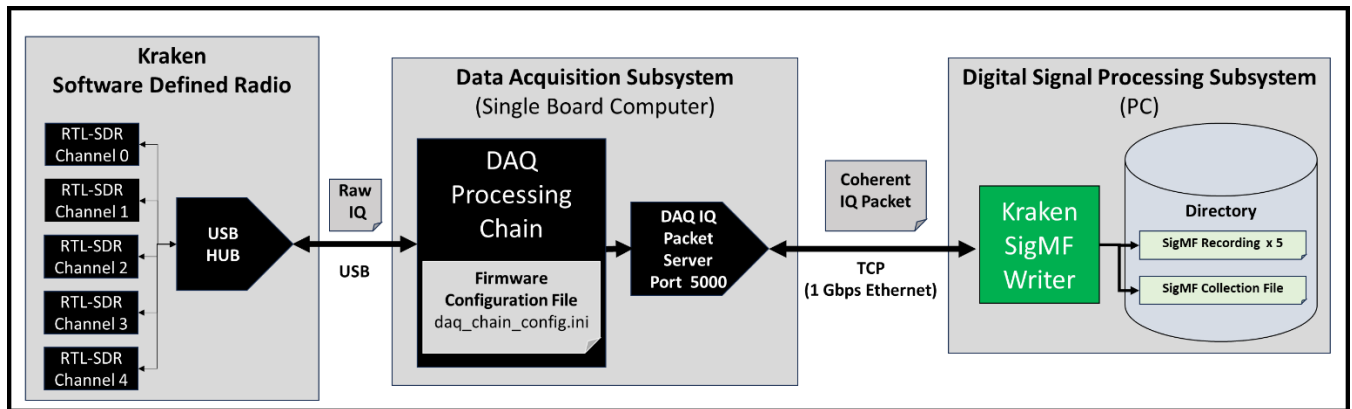 Kraken
Software Defined Radio
RTL-SDR
Channel 0
RTL-SDR
Channel 1
RTL-SDR
Channel 2
RTL-SDR
Channel 3
RTL-SDR
Channel 4
USB
HUB
Raw
IQ
USB
Data Acquisition Subsystem
(Single Board Computer)
DAQ
Processing
Chain
Firmware
Configuration File
daq_chain_config.ini
DAQ IQ
Packet
Server
Port 5000
Coherent
IQ Packet
TCP
(1 Gbps Ethernet)
Digital Signal Processing Subsystem
(PC)
Kraken
SigMF
Writer
Directory
SigMF Recording x 5
SigMF Collection File